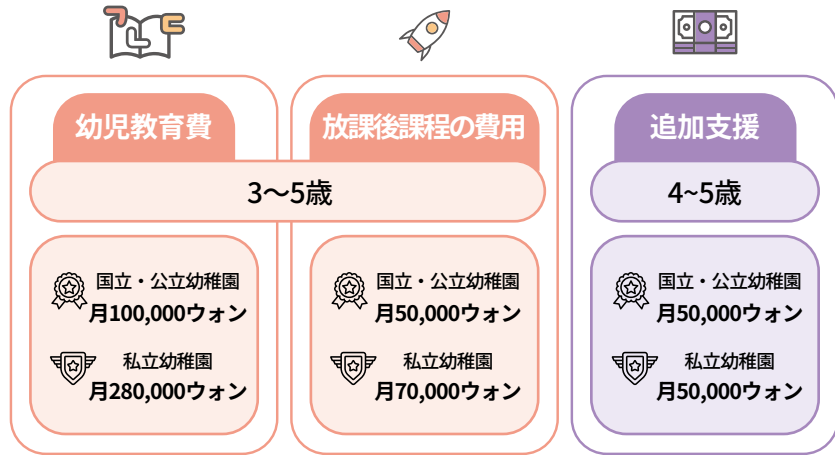 幼児教育費
放課後課程の費用
3〜5歳
国立・公立幼稚園
月100,000ウォン
私立幼稚園
月280,000ウォン
国立・公立幼稚園
月50,000ウォン
私立幼稚園
月70,000ウォン
追加支援
4~5歳
国立・公立幼稚園
月50,000ウォン
私立幼稚園
月50,000ウォン